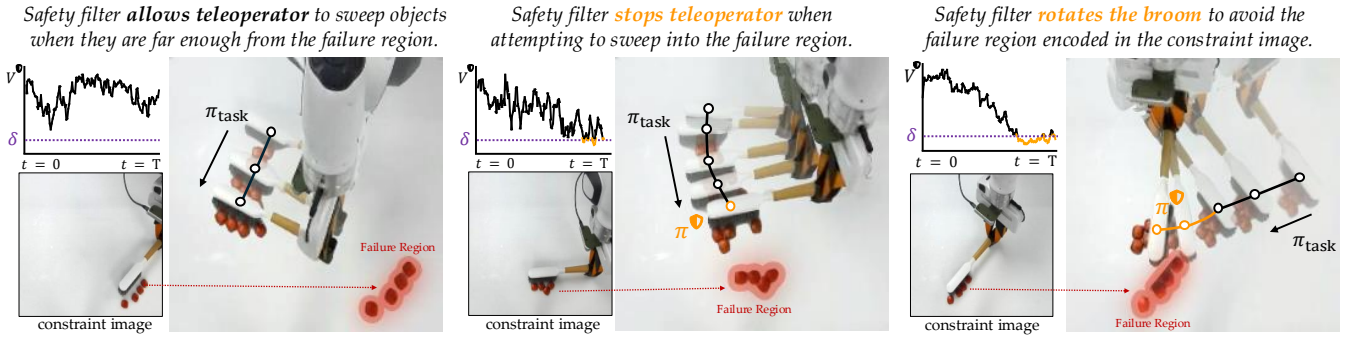 Safety filter allows teleoperator to sweep objects
when they are far enough from the failure region.
V
δ
t = 0
t = T
π_task
Failure Region
constraint image
Safety filter stops teleoperator when
attempting to sweep into the failure region.
V
δ
t = 0
t = T
π_task
π
Failure Region
constraint image
Safety filter rotates the broom to avoid the
failure region encoded in the constraint image.
V
δ
t = 0
t = T
π
π_task
Failure Region
constraint image